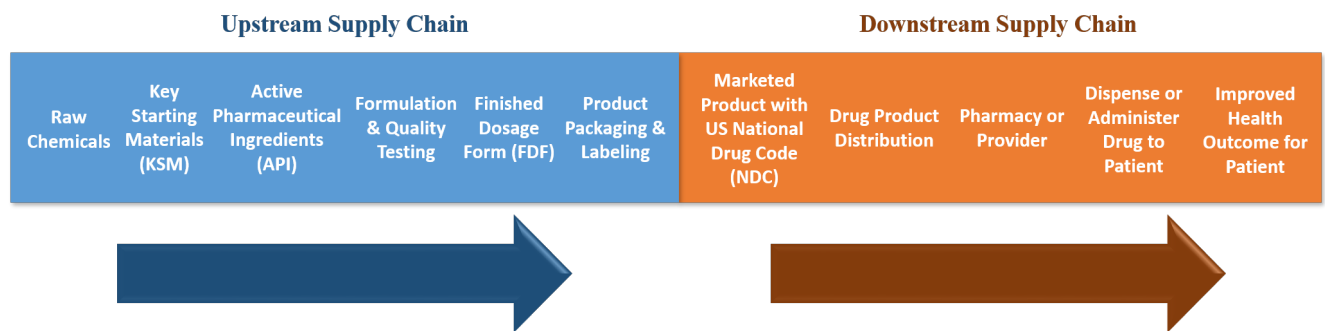 Upstream Supply Chain
Downstream Supply Chain
Raw
Chemicals
Key
Starting
Materials
(KSM)
Active
Pharmaceutical
Ingredients
(API)
Formulation
& Quality
Testing
Finished
Dosage
Form (FDF)
Product
Packaging &
Labeling
Marketed
Product with
US National
Drug Code
(NDC)
Drug Product
Distribution
Pharmacy or
Provider
Dispense or
Administer
Drug to
Patient
Improved
Health
Outcome for
Patient